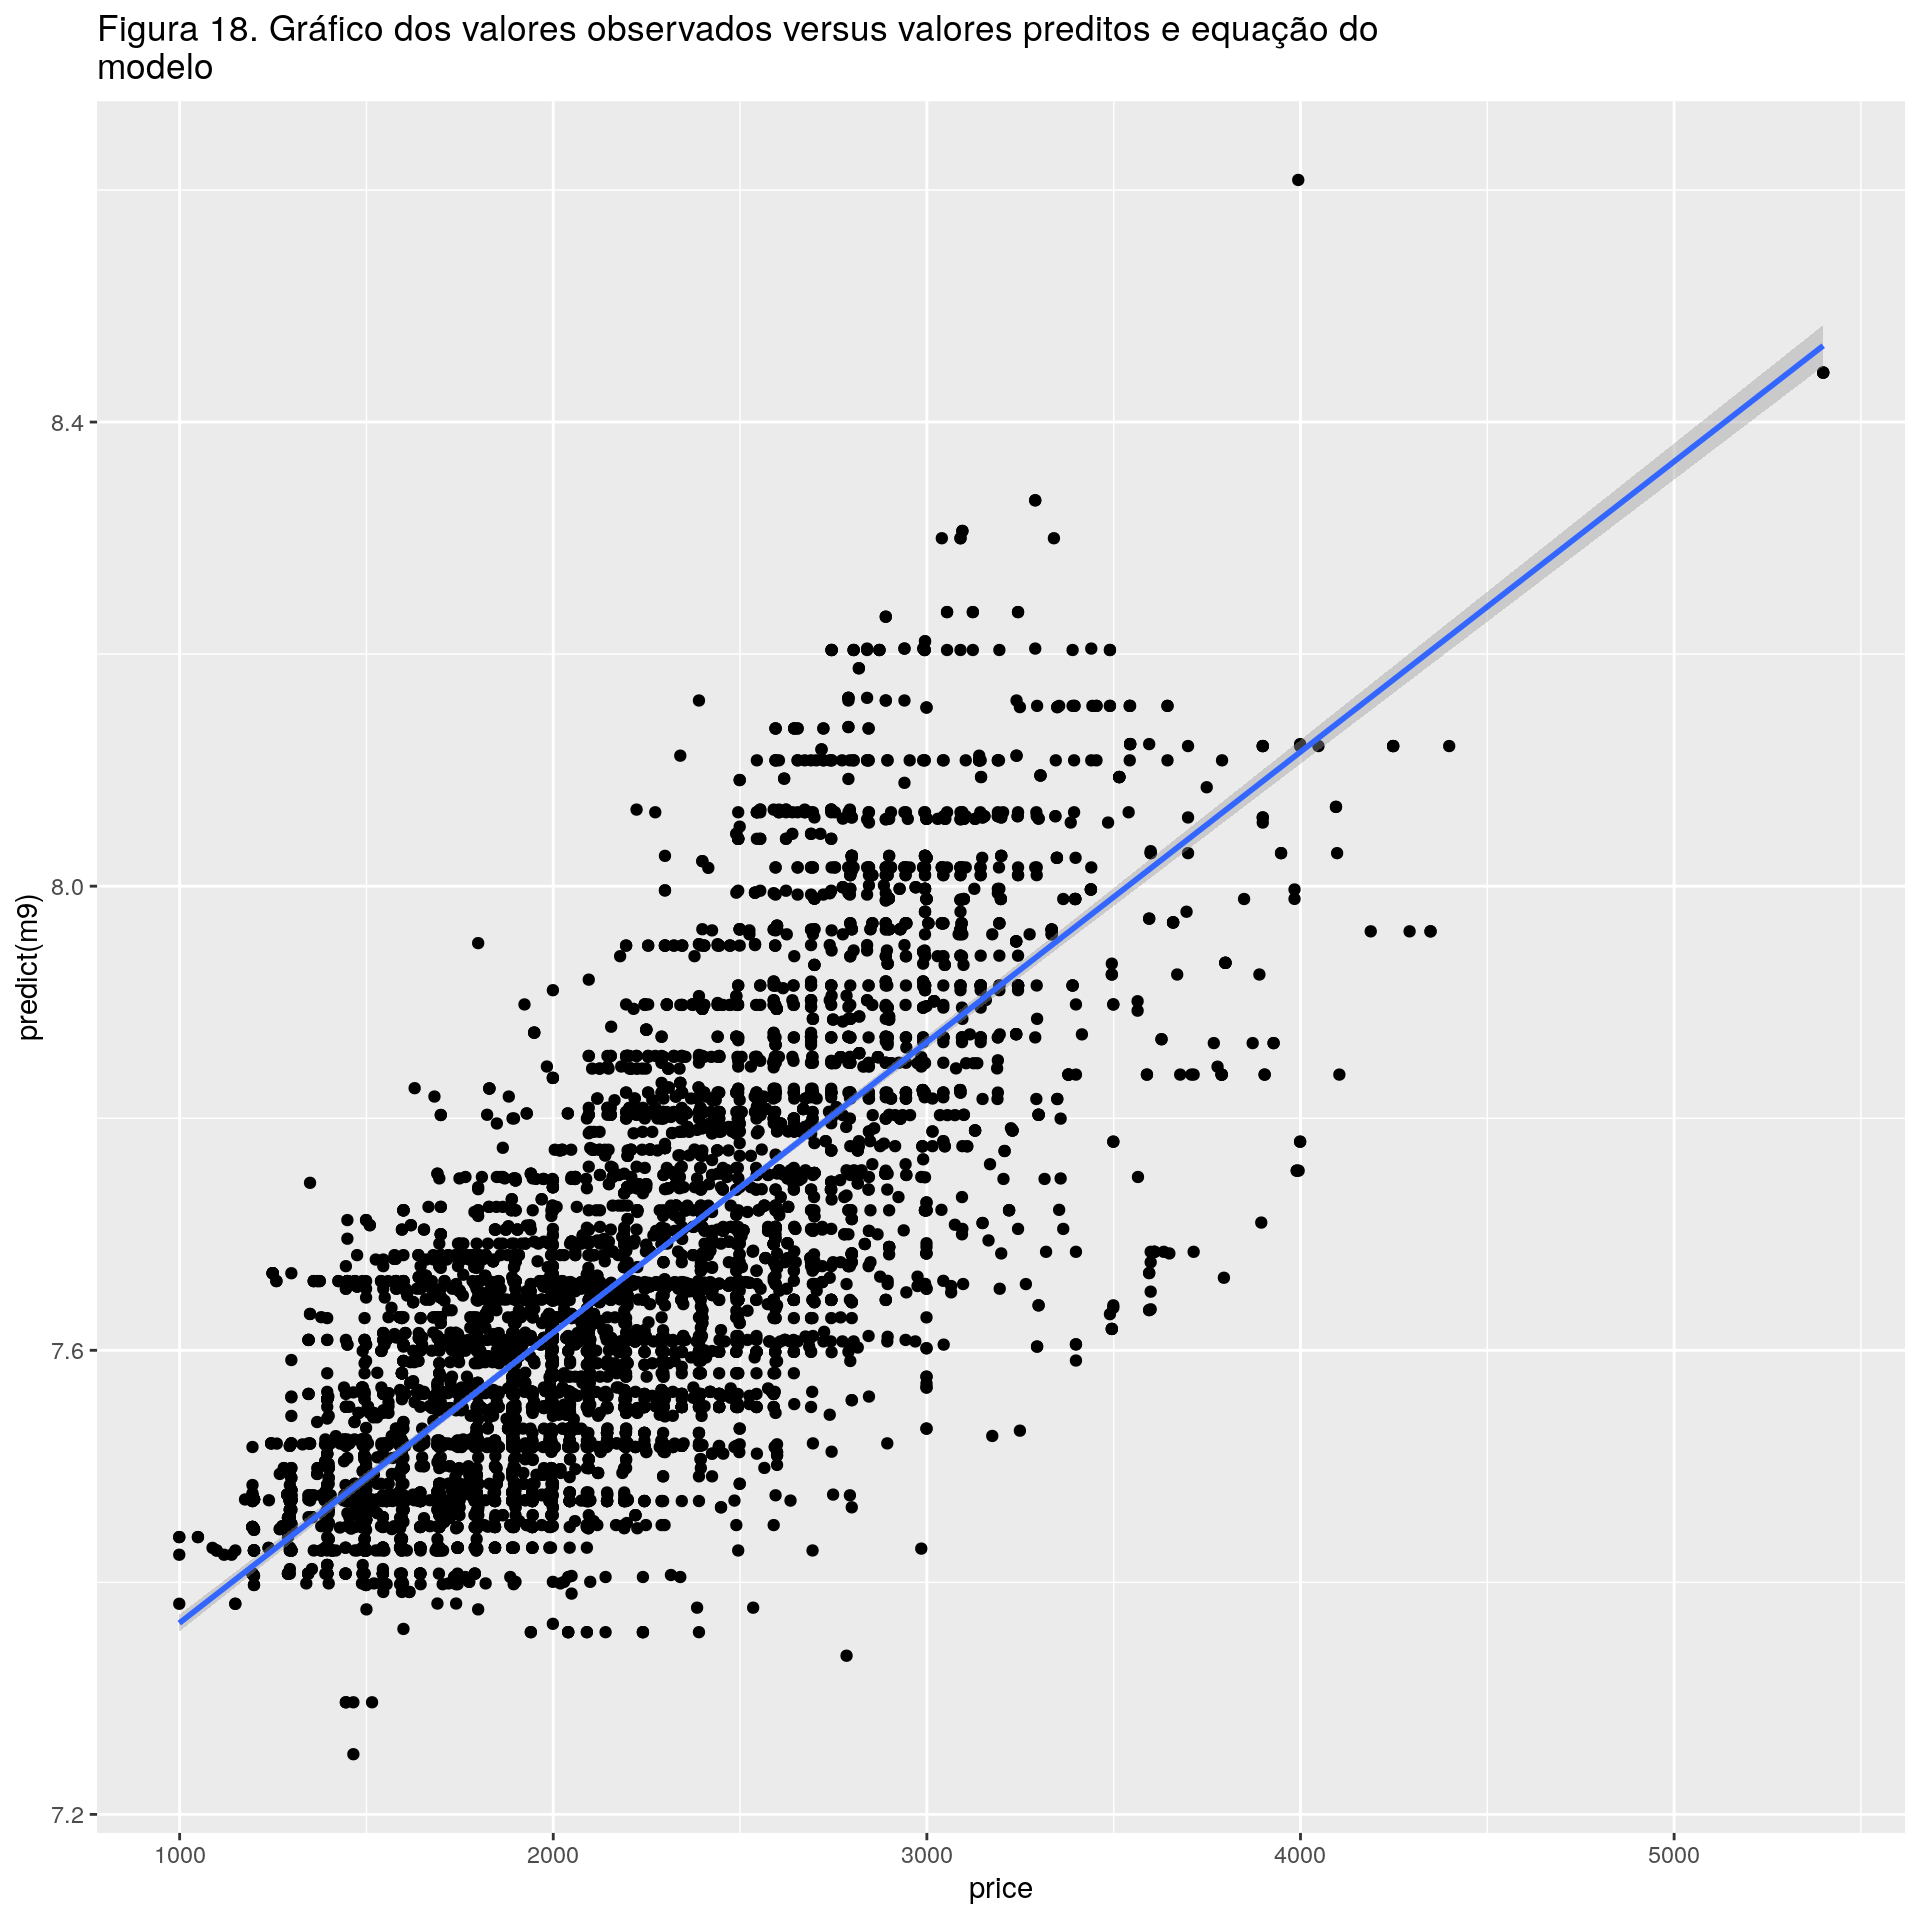 Figura 18. Gráfico dos valores observados versus valores preditos e equação do
modelo
8.4
8.0
7.6
7.2
predict(m9)
1000 2000 3000 4000 5000
price